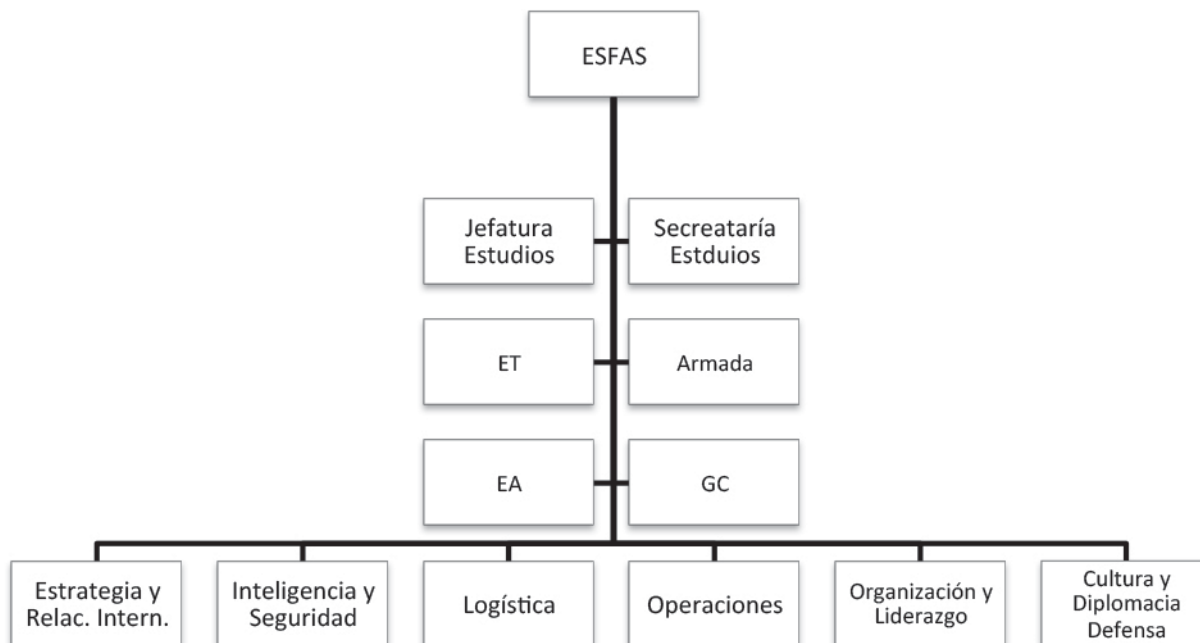 ESFAS
Jefatura
Estudios
Secreataría
Estduios
ET
Armada
EA
GC
Estrategia y
Relac. Intern.
Inteligencia y
Seguridad
Logística
Operaciones
Organización y
Liderazgo
Cultura y
Diplomacia
Defensa